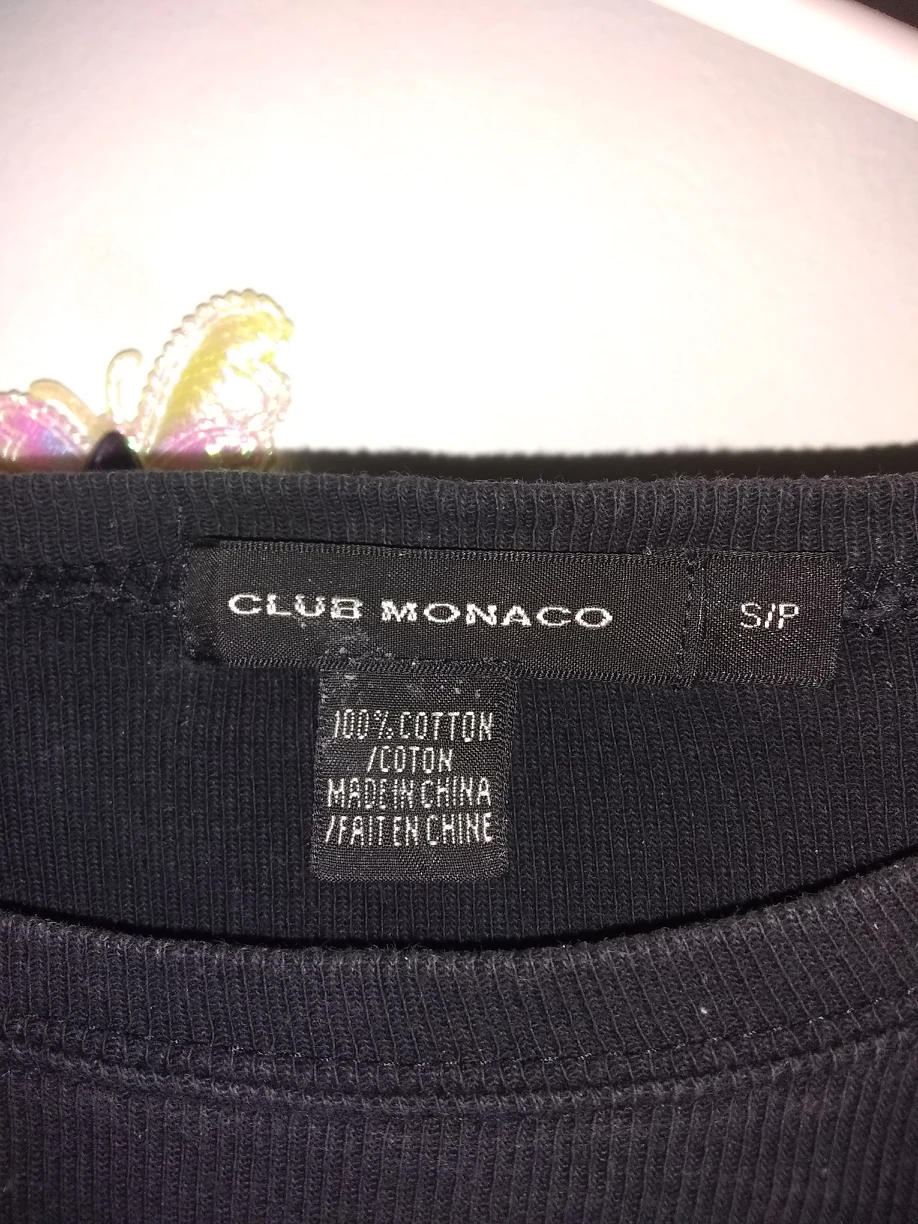 CLUB MONACO
S/P
100% COTTON
/COTON
MADE IN CHINA
/FAIT EN CHINE